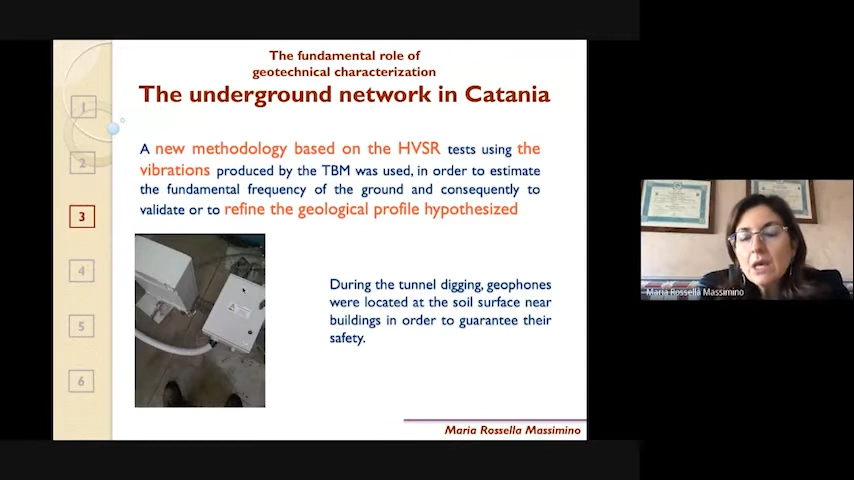 The fundamental role of
geotechnical characterization
The underground network in Catania
1
2
3
4
5
6
A new methodology based on the HVSR tests using the
vibrations produced by the TBM was used, in order to estimate
the fundamental frequency of the ground and consequently to
validate or to refine the geological profile hypothesized
During the tunnel digging, geophones
were located at the soil surface near
buildings in order to guarantee their
safety.
Maria Rossella Massimino
Maria Rossella Massimino